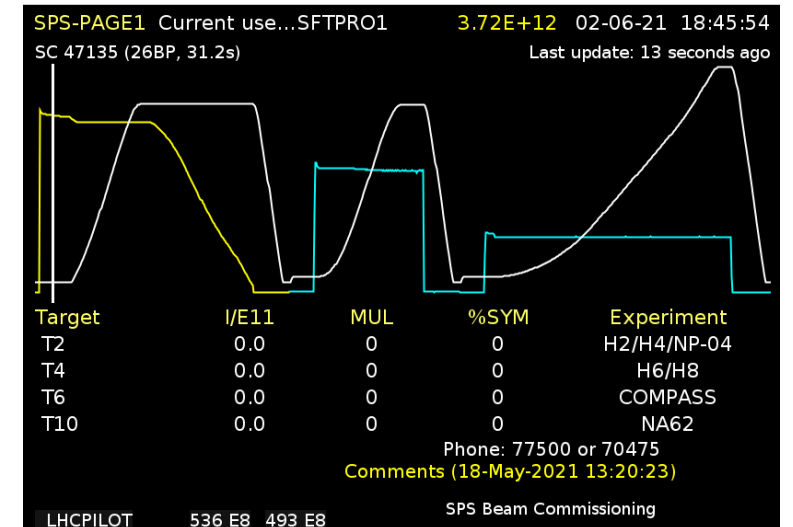 SPS-PAGE1 Current use...SFTPRO1 3.72E+12 02-06-21 18:45:54
SC 47135 (26BP, 31.2s) Last update: 13 seconds ago
Target I/E11 MUL %SYM Experiment
T2 0.0 0 0 H2/H4/NP-04
T4 0.0 0 0 H6/H8
T6 0.0 0 0 COMPASS
T10 0.0 0 0 NA62
Phone: 77500 or 70475
Comments (18-May-2021 13:20:23)
SPS Beam Commissioning
LHCPILOT 536 E8 493 E8